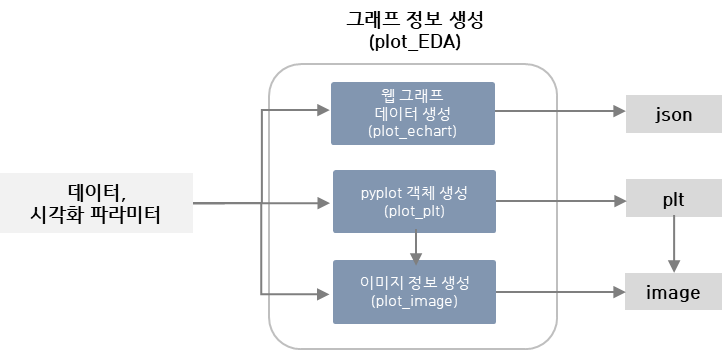 그래프 정보 생성
(plot_EDA)
웹 그래프
데이터 생성
(plot_echart)
json
데이터,
시각화 파라미터
pyplot 객체 생성
(plot_plt)
plt
이미지 정보 생성
(plot_image)
image